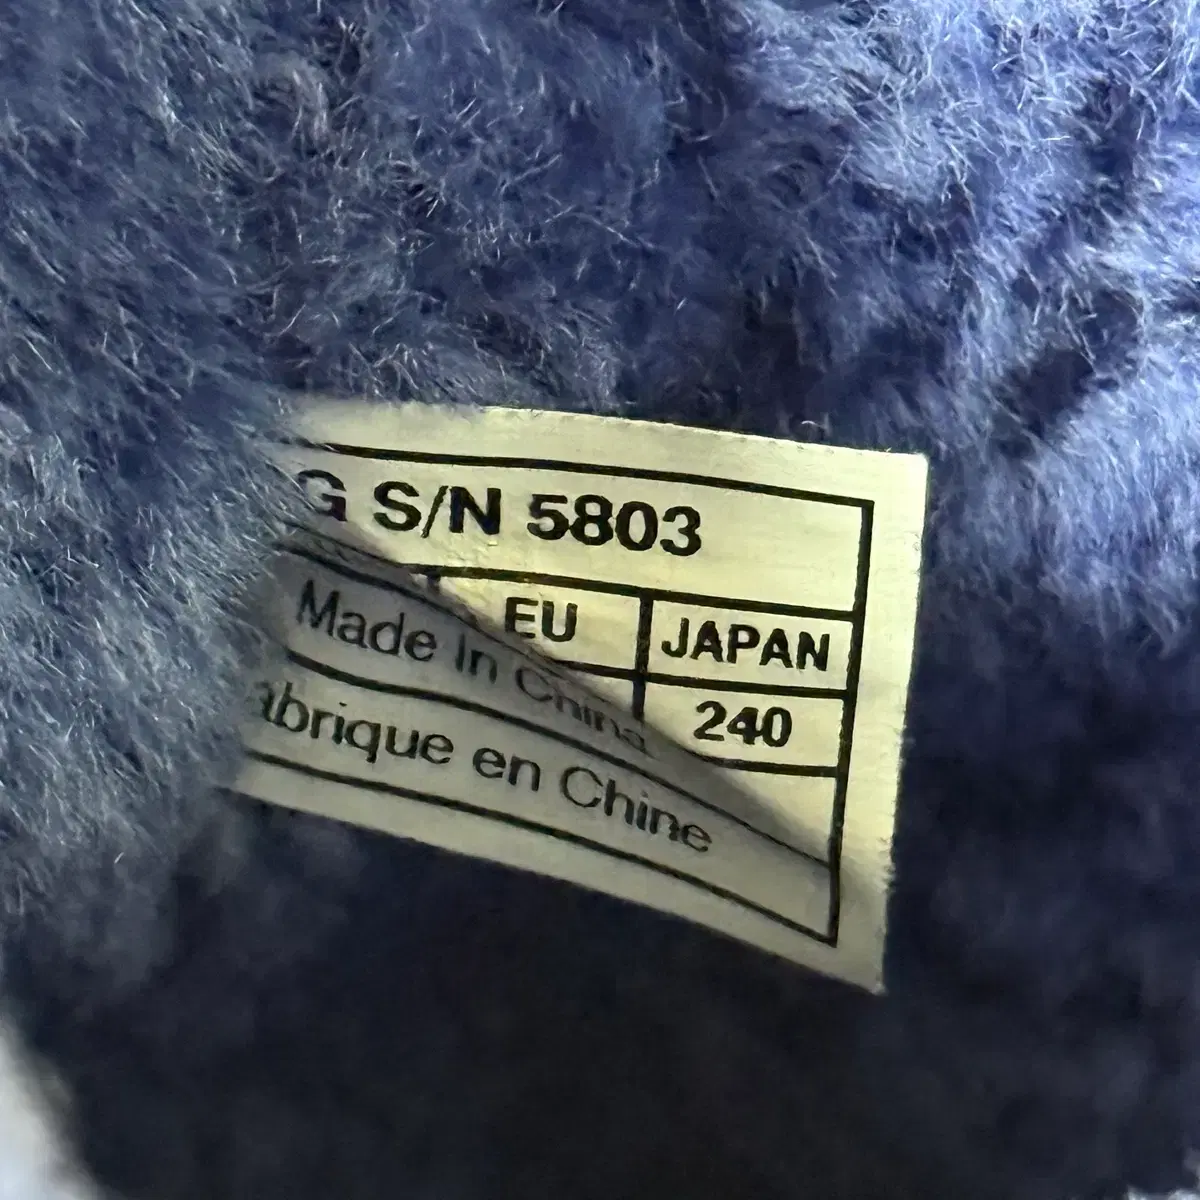 G S/N 5803
EU JAPAN
240
Made In China
abrique en Chine